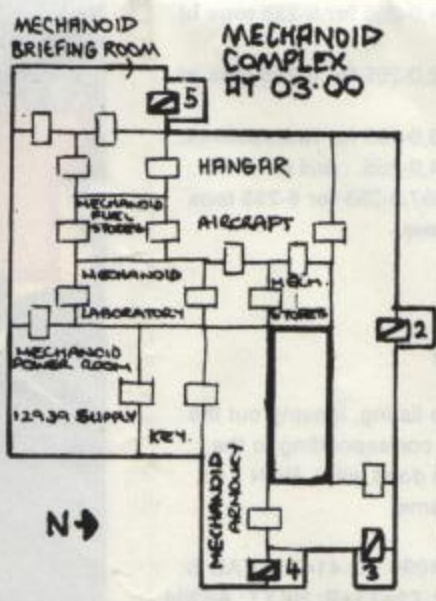 MECHANOID
BRIEFING ROOM
MECHANOID
COMPLEX
AT 03·00
5
HANGAR
MECHANOID
FUEL
STORES
AIRCRAFT
MECHANOID
LABORATORY
MECH.
STORES
2
MECHANOID
POWER ROOM
12939 SUPPLY
KEY.
MECHANOID
ARMOURY
N
4
3